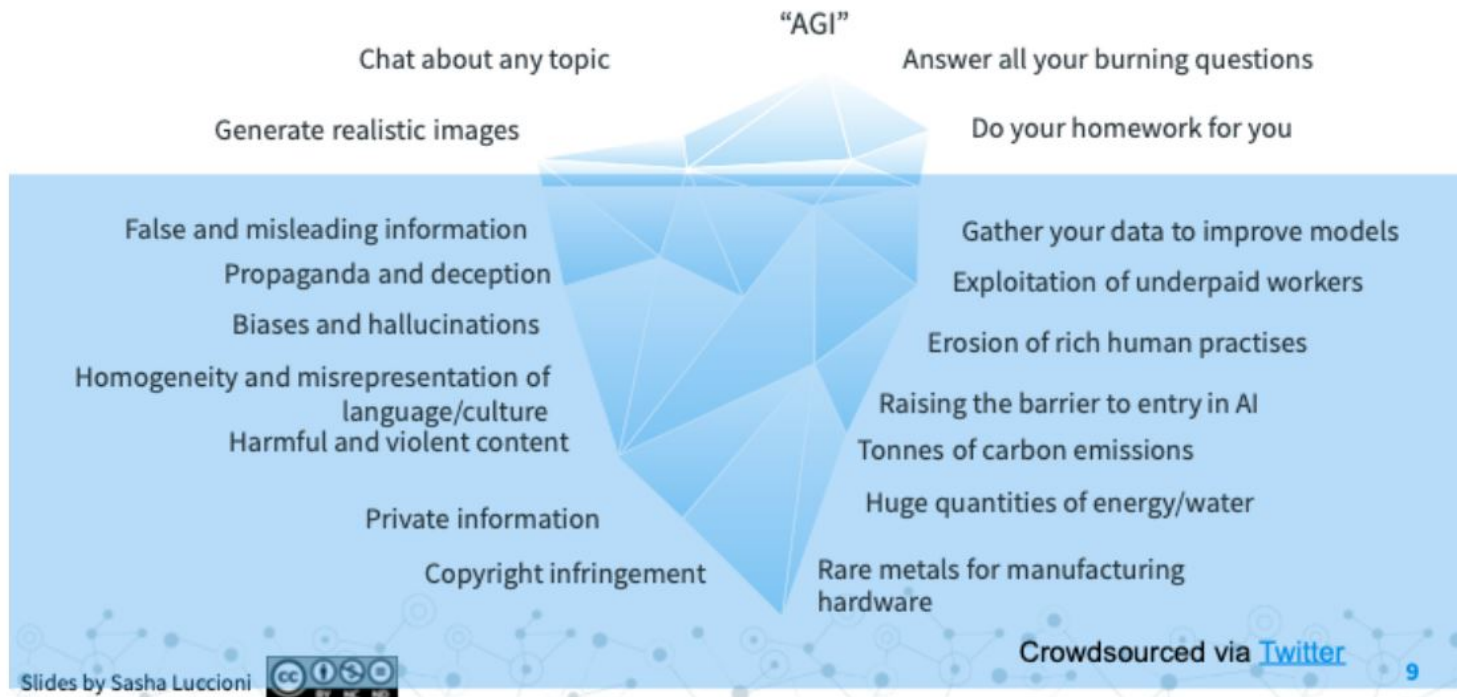 “AGI”
Chat about any topic
Answer all your burning questions
Generate realistic images
Do your homework for you
False and misleading information
Gather your data to improve models
Propaganda and deception
Exploitation of underpaid workers
Biases and hallucinations
Erosion of rich human practises
Homogeneity and misrepresentation of
language/culture
Raising the barrier to entry in AI
Harmful and violent content
Tonnes of carbon emissions
Huge quantities of energy/water
Private information
Copyright infringement
Rare metals for manufacturing
hardware
Crowdsourced via Twitter
9
Slides by Sasha Luccioni
cc
BY NC ND